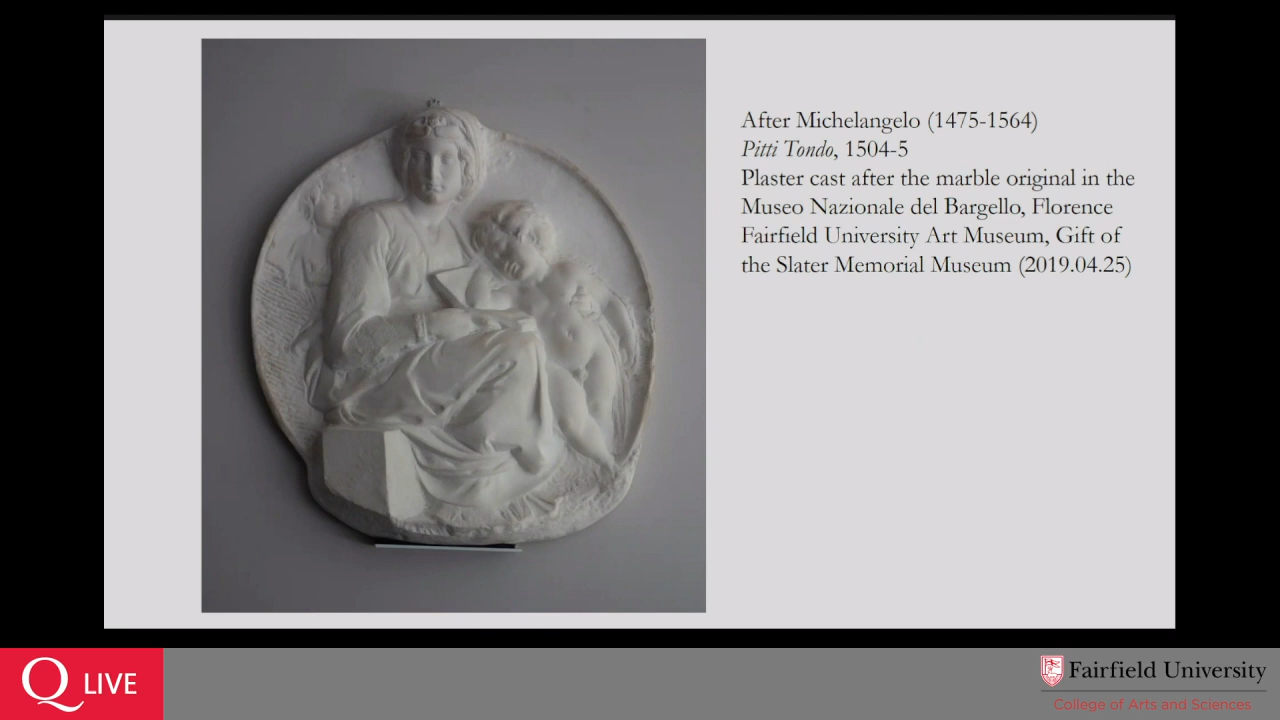 After Michelangelo (1475-1564)
Pitti Tondo, 1504-5
Plaster cast after the marble original in the
Museo Nazionale del Bargello, Florence
Fairfield University Art Museum, Gift of
the Slater Memorial Museum (2019.04.25)
Q LIVE
Fairfield University
College of Arts and Sciences